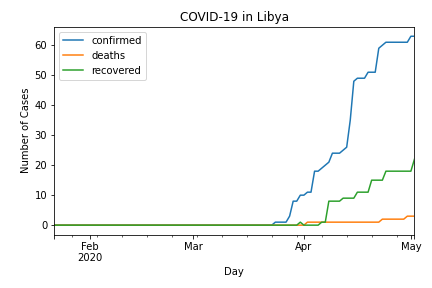 COVID-19 in Libya
confirmed
deaths
recovered
Number of Cases
60
50
40
30
20
10
0
Feb
2020
Mar
Apr
May
Day